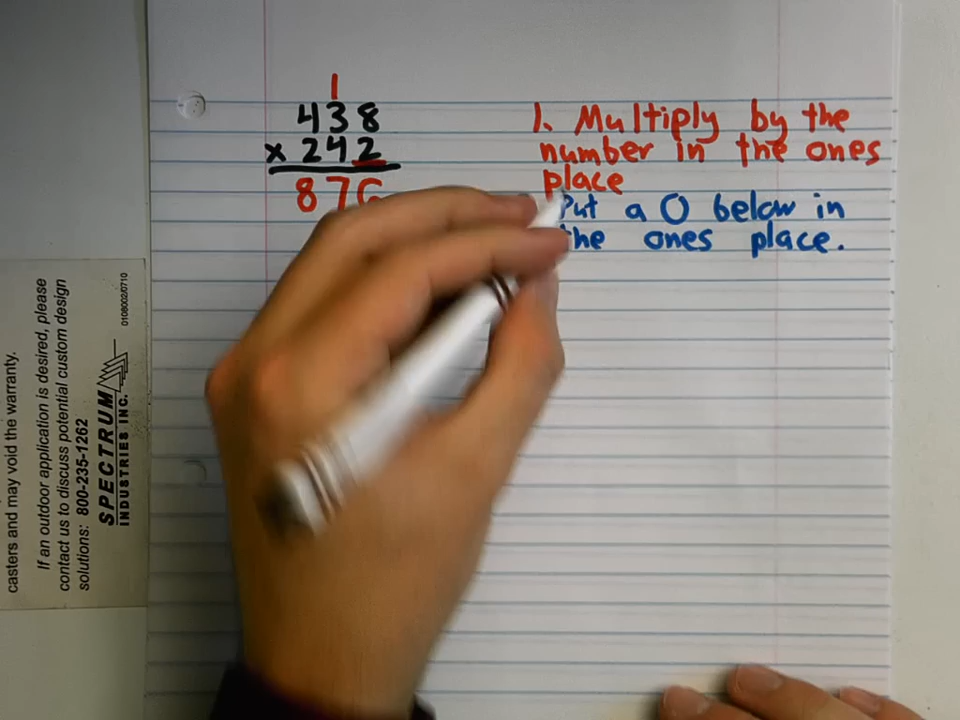 1
438
x 242
876
1. Multiply by the
number in the ones
place
Put a 0 below in
the ones place.
casters and may void the warranty.
If an outdoor application is desired, please
contact us to discuss potential custom design
solutions: 800-235-1262
SPECTRUM
INDUSTRIES INC.
0108002/0710